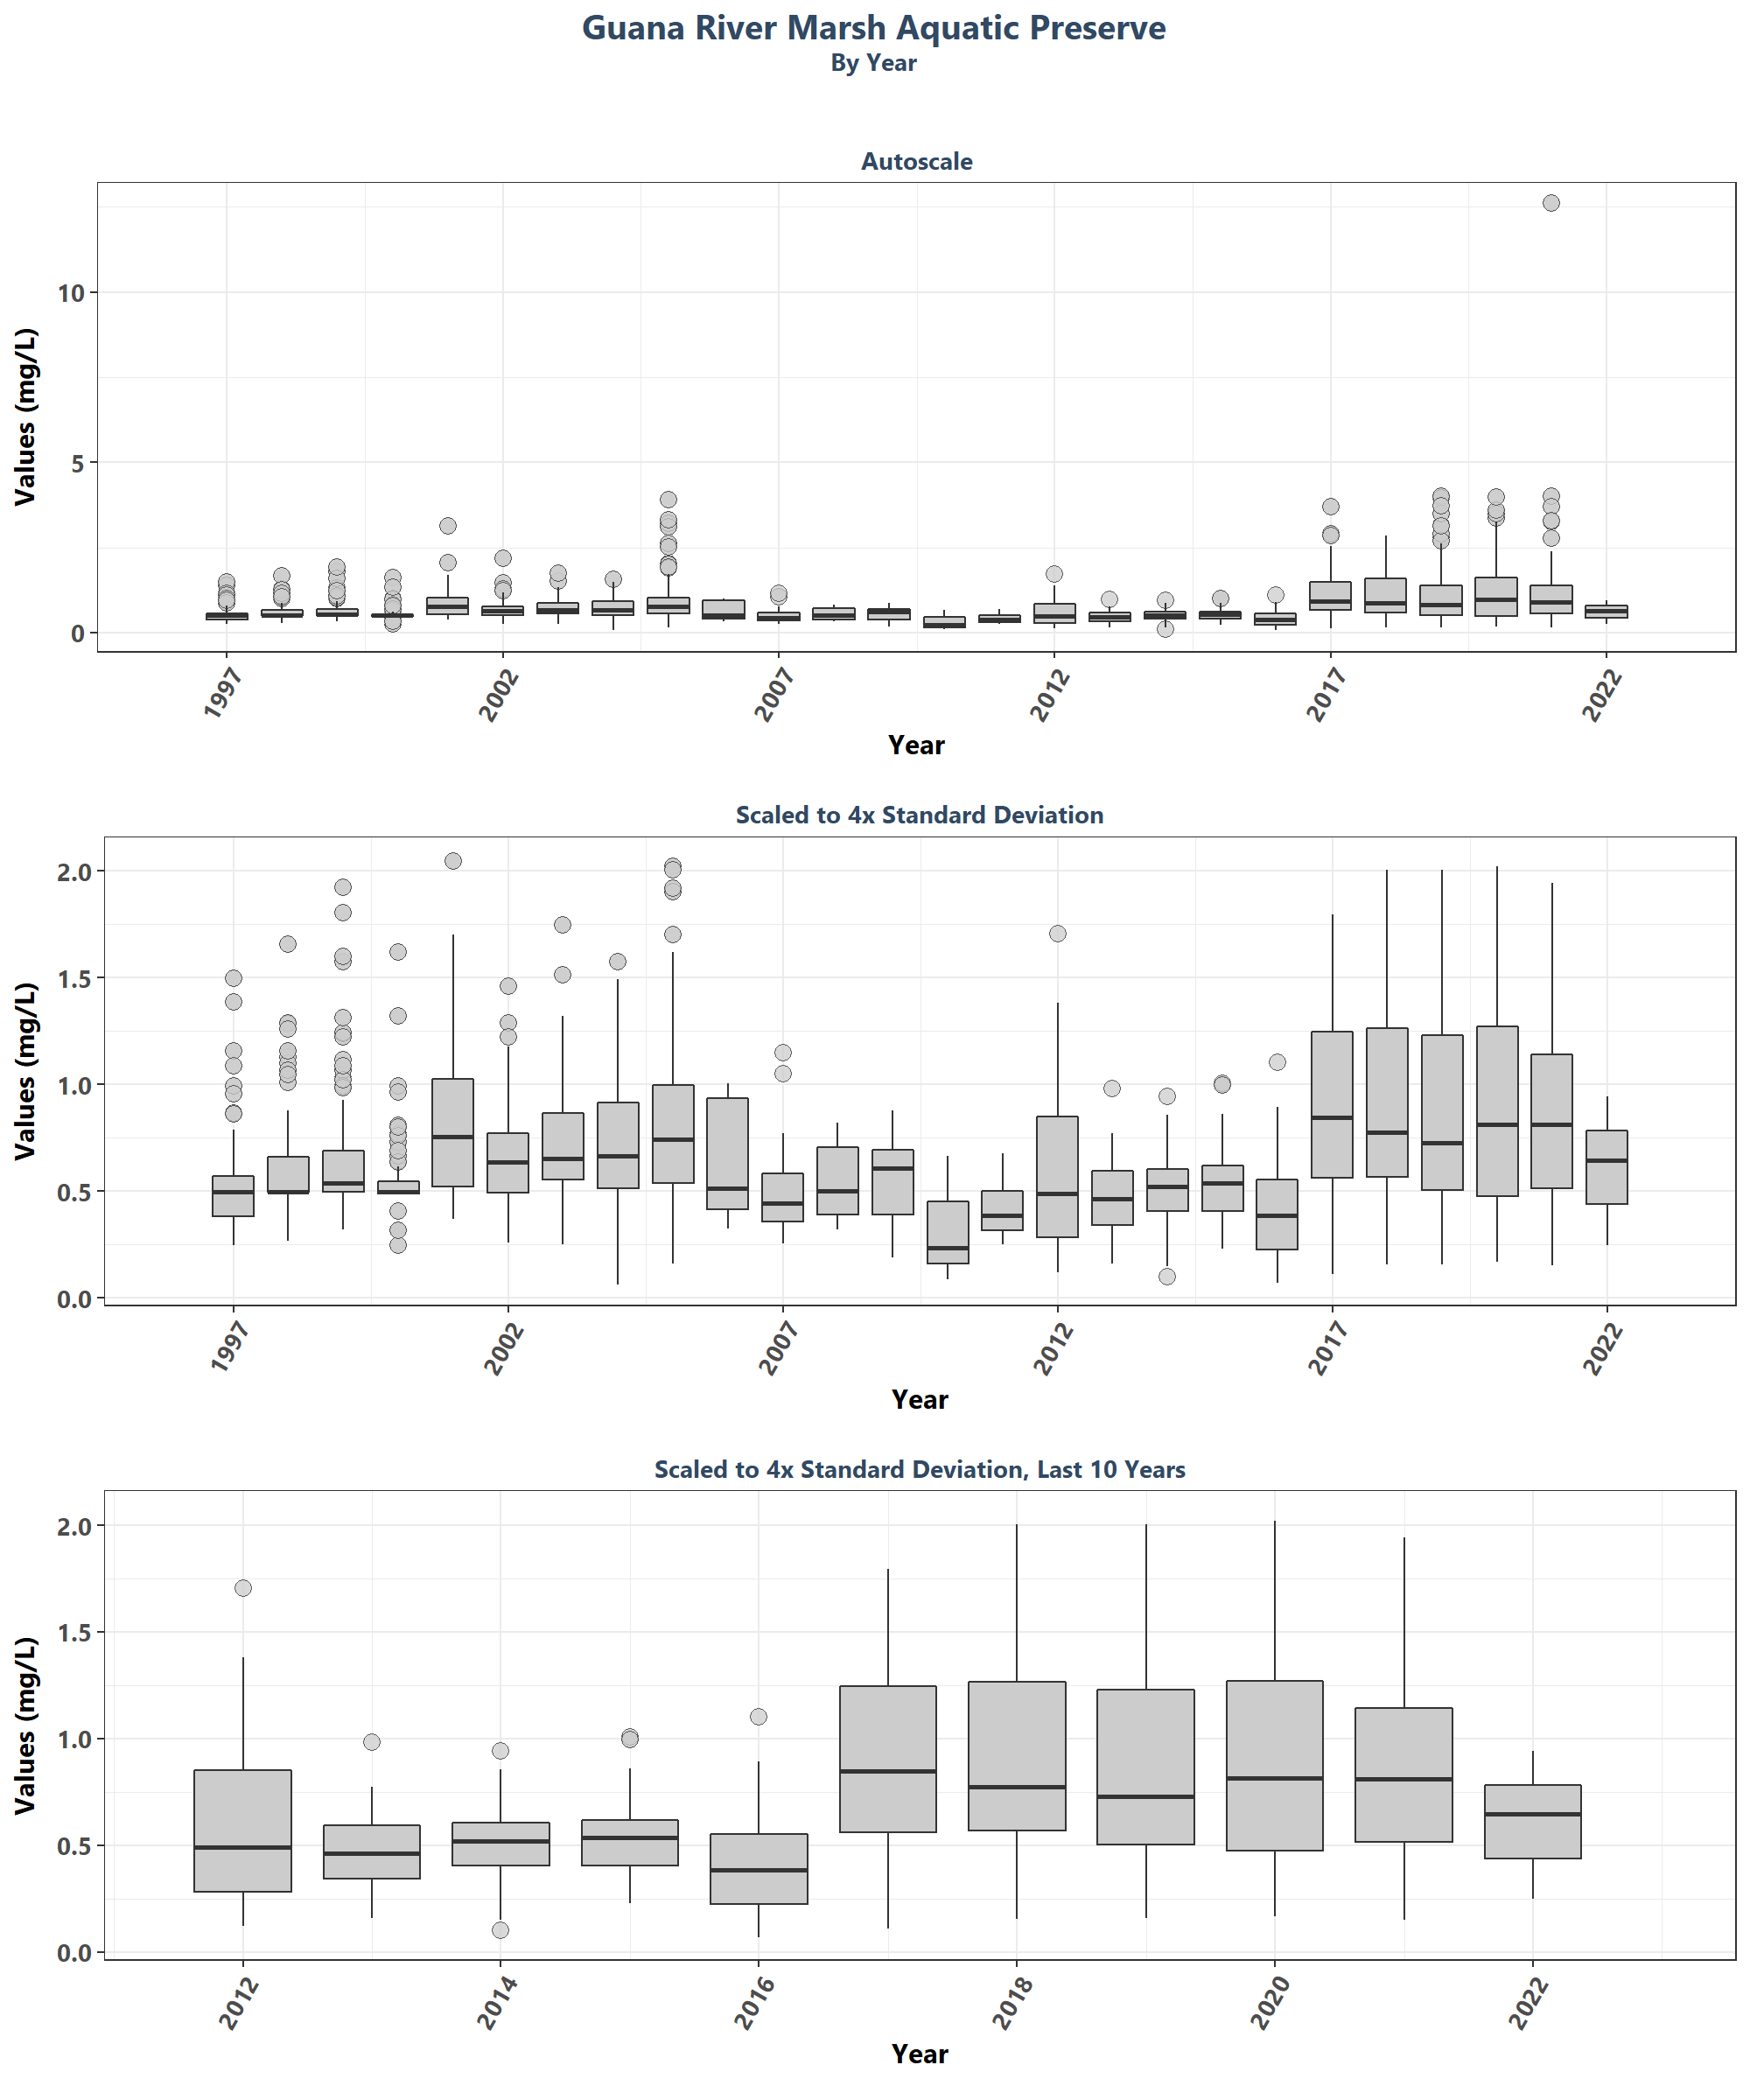 Guana River Marsh Aquatic Preserve
By Year
Autoscale
Values (mg/L)
10
5
0
1997 2002 2007 2012 2017 2022
Year
Scaled to 4x Standard Deviation
Values (mg/L)
2.0
1.5
1.0
0.5
0.0
1997 2002 2007 2012 2017 2022
Year
Scaled to 4x Standard Deviation, Last 10 Years
Values (mg/L)
2.0
1.5
1.0
0.5
0.0
2012 2014 2016 2018 2020 2022
Year